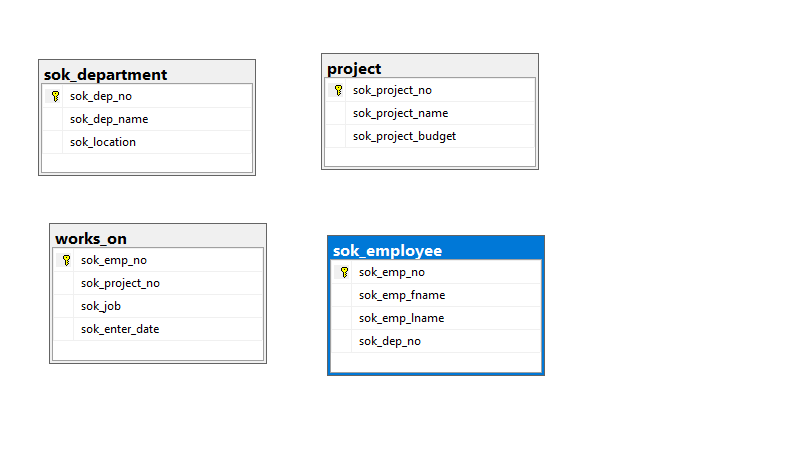 sok_department
sok_dep_no
sok_dep_name
sok_location
project
sok_project_no
sok_project_name
sok_project_budget
works_on
sok_emp_no
sok_project_no
sok_job
sok_enter_date
sok_employee
sok_emp_no
sok_emp_fname
sok_emp_lname
sok_dep_no